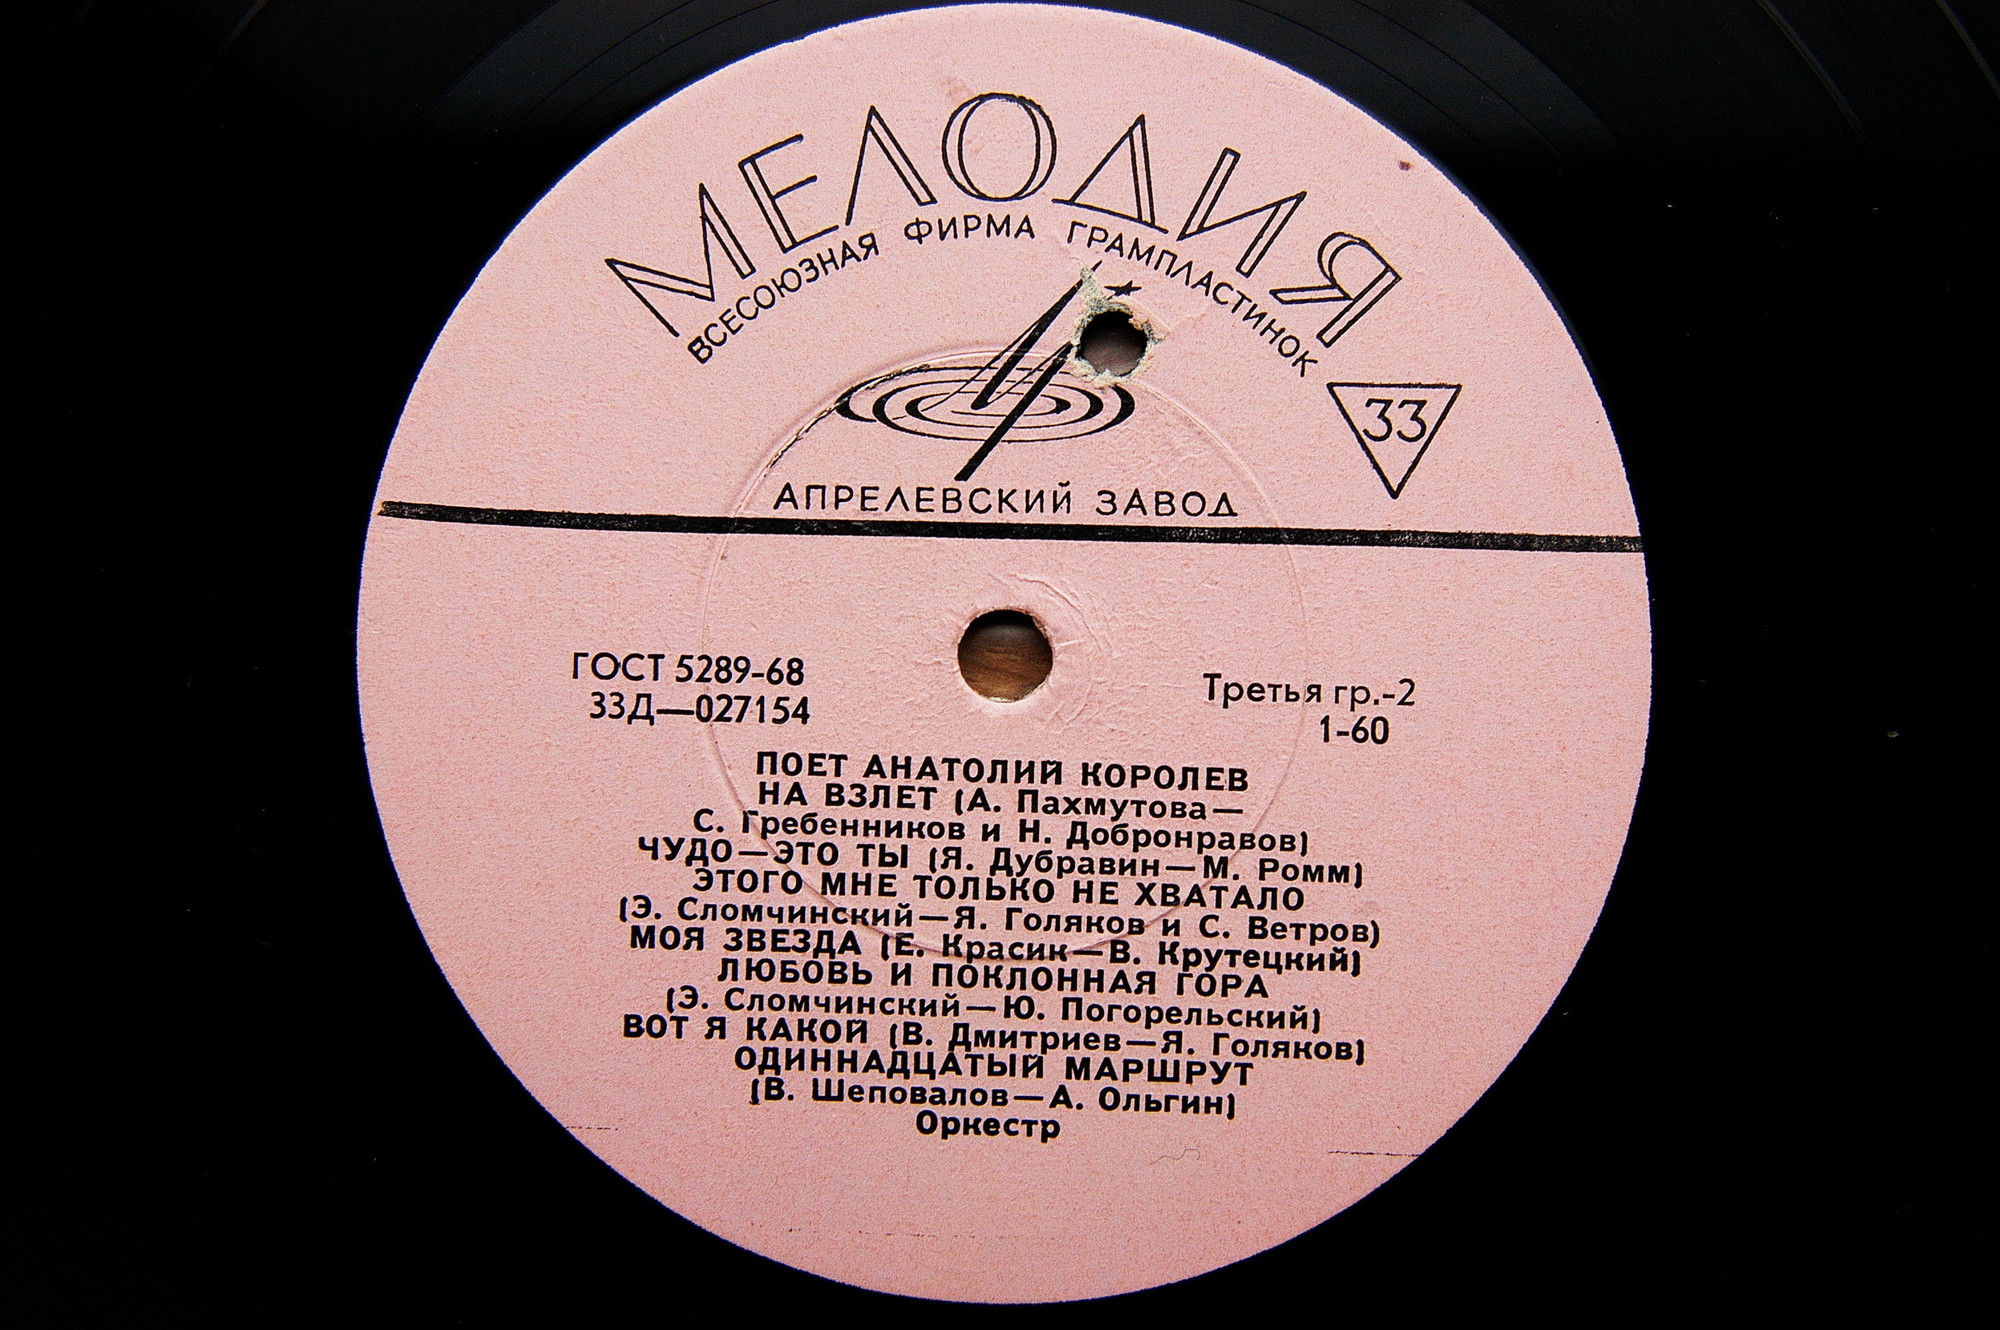 МЕЛОДИЯ
ВСЕСОЮЗНАЯ ФИРМА ГРАМПЛАСТИНОК
33
АПРЕЛЕВСКИЙ ЗАВОД
ГОСТ 5289-68
33Д—027154
Третья гр.-2
1-60
ПОЕТ АНАТОЛИЙ КОРОЛЕВ
НА ВЗЛЕТ (А. Пахмутова—
С. Гребенников и Н. Добронравов)
ЧУДО—ЭТО ТЫ (Я. Дубравин—М. Ромм)
ЭТОГО МНЕ ТОЛЬКО НЕ ХВАТАЛО
(Э. Сломчинский—Я. Голяков и С. Ветров)
МОЯ ЗВЕЗДА (Е. Красик—В. Крутецкий)
ЛЮБОВЬ И ПОКЛОННАЯ ГОРА
(Э. Сломчинский—Ю. Погорельский)
ВОТ Я КАКОЙ (В. Дмитриев—Я. Голяков)
ОДИННАДЦАТЫЙ МАРШРУТ
(В. Шеповалов—А. Ольгин)
Оркестр